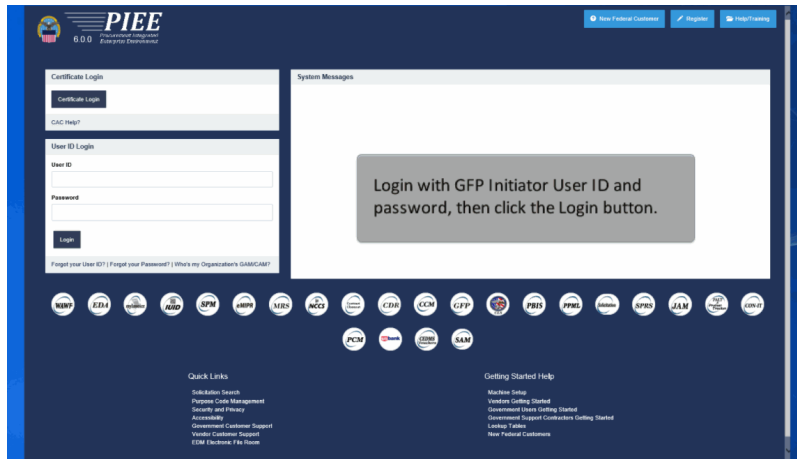 PIEE
6.0.0 Procurement Integrated
Enterprise Environment
New Federal Customer
Register
Help/Training
Certificate Login
Certificate Login
CAC Help?
User ID Login
User ID
Password
Login
Forgot your User ID? | Forgot your Password? | Who's my Organization's GAM/CAM?
System Messages
Login with GFP Initiator User ID and
password, then click the Login button.
WAWF EDA myInvoice IUID SPM eMIPR MRS NCCS CDR CCM GFP PBIS PPML Solicitation SPRS JAM CON-IT
PCM usbank CEDMS SAM
Quick Links
Solicitation Search
Purpose Code Management
Security and Privacy
Accessibility
Government Customer Support
Vendor Customer Support
EDM Electronic File Room
Getting Started Help
Machine Setup
Vendors Getting Started
Government Users Getting Started
Government Support Contractors Getting Started
Lookup Tables
New Federal Customers